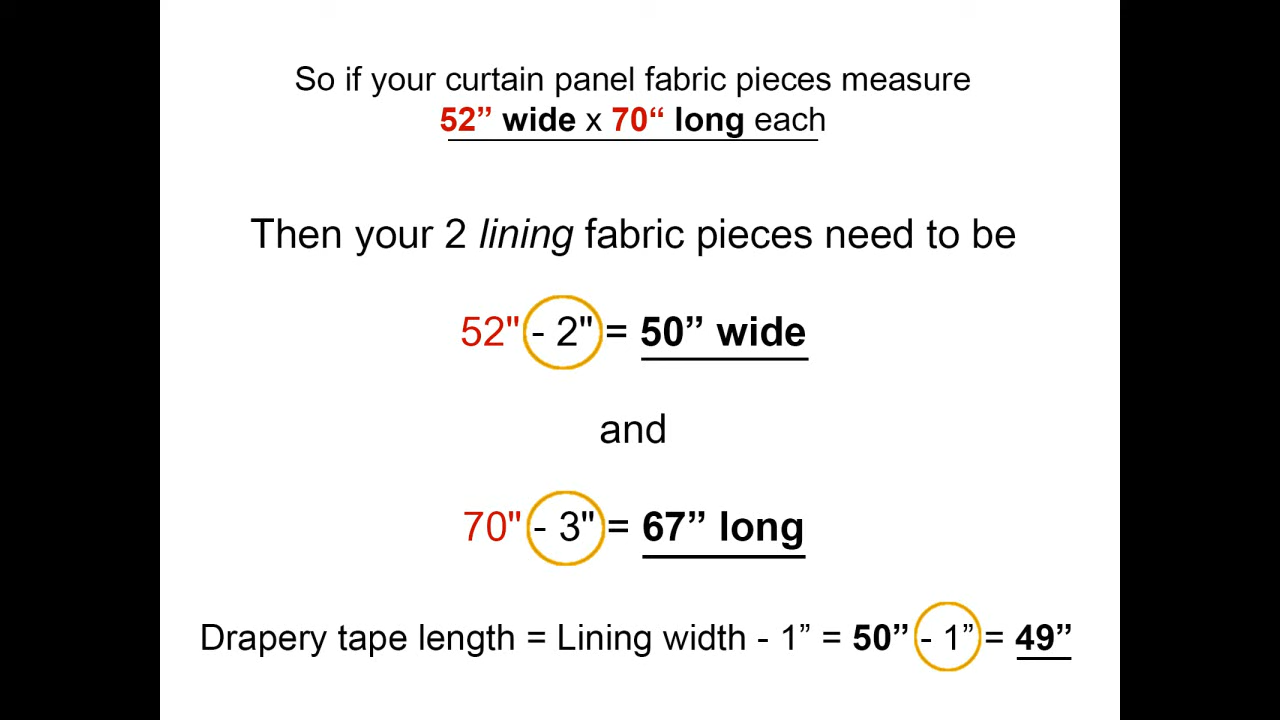 So if your curtain panel fabric pieces measure
52” wide x 70“ long each
Then your 2 lining fabric pieces need to be
52" - 2" = 50” wide
and
70" - 3" = 67” long
Drapery tape length = Lining width - 1” = 50” - 1” = 49”